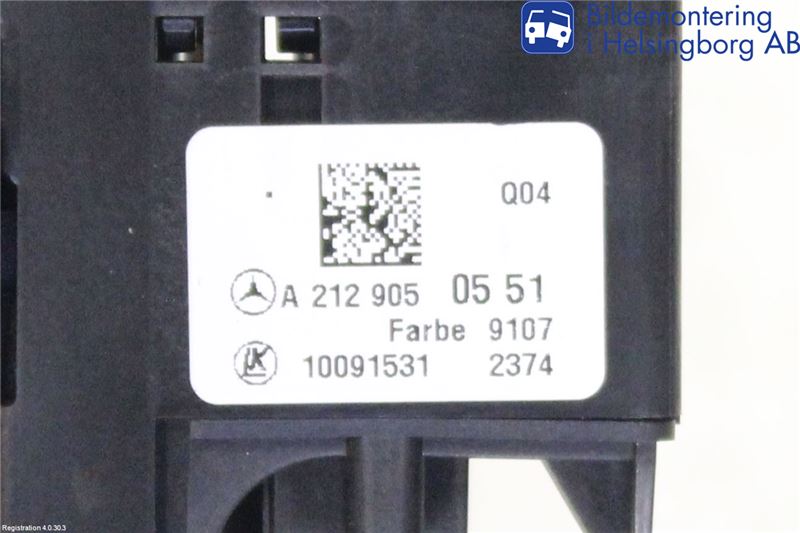 Bildemontering
i Helsingborg AB
Q04
A 212 905 05 51
Farbe 9107
10091531 2374
Registration 4.0.30.3